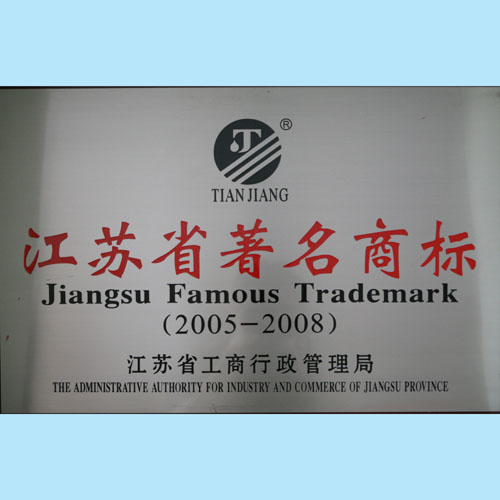 ®
TIAN JIANG
江苏省著名商标
Jiangsu Famous Trademark
(2005-2008)
江苏省工商行政管理局
THE ADMINISTRATIVE AUTHORITY FOR INDUSTRY AND COMMERCE OF JIANGSU PROVINCE